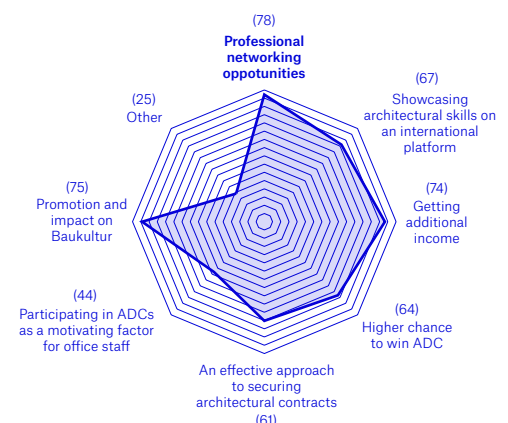 (78)
Professional
networking
oppotunities
(67)
Showcasing
architectural skills on
an international
platform
(25)
Other
(74)
Getting
additional
income
(75)
Promotion and
impact on
Baukultur
(64)
Higher chance
to win ADC
(44)
Participating in ADCs
as a motivating factor
for office staff
An effective approach
to securing
architectural contracts
(61)